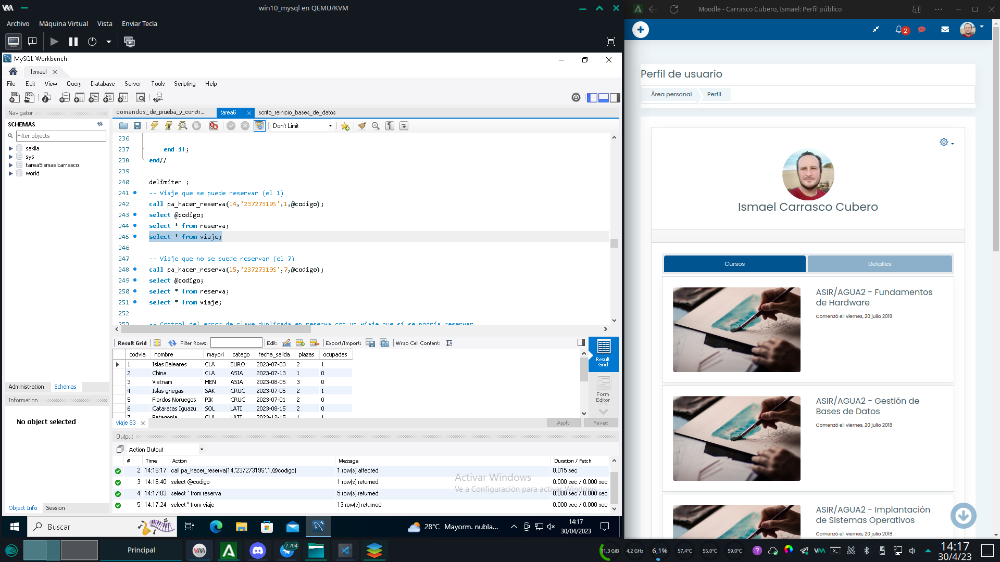 win10_mysql en QEMU/KVM
Archivo Máquina Virtual Vista Enviar Tecla
MySQL Workbench
Ismael
File Edit View Query Database Server Tools Scripting Help
Navigator
SCHEMAS
Filter objects
sakila
sys
tarea5ismaelcarrasco
world
Administration Schemas
Information
No object selected
Object Info Session
comandos_de_prueba_y_constr... tarea6 scritp_reinicio_bases_de_datos
Don't Limit
236
237 end if;
238 end//
239
240 delimiter ;
241 -- Viaje que se puede reservar (el 1)
242 call pa_hacer_reserva(14,'23727319S',1,@codigo);
243 select @codigo;
244 select * from reserva;
245 select * from viaje;
246
247 -- Viaje que no se puede reservar (el 7)
248 call pa_hacer_reserva(15,'23727319S',7,@codigo);
249 select @codigo;
250 select * from reserva;
251 select * from viaje;
252
253 -- Control del error de clave duplicada en reserva con un viaje que sí se podría reservar
Result Grid Filter Rows: Edit: Export/Import: Wrap Cell Content:
codvia nombre mayori catego fecha_salida plazas ocupadas
1 Islas Baleares CLA EURO 2023-07-03 2 1
2 China CLA ASIA 2023-07-13 1 0
3 Vietnam MEN ASIA 2023-08-05 3 0
4 Islas griegas SAK CRUC 2023-07-05 2 1
5 Fiordos Noruegos PIK CRUC 2023-07-01 2 0
6 Cataratas Iguazu SOL LATI 2023-08-15 2 0
7 Patagonia CLA LATI 2023-12-15 1 1
Result Grid
Form Editor
viaje 83
Apply Revert
Output
Action Output
# Time Action Message Duration / Fetch
2 14:16:17 call pa_hacer_reserva(14,'23727319S',1,@codigo) 1 row(s) affected 0.015 sec
3 14:16:40 select @codigo 1 row(s) returned 0.000 sec / 0.000 sec
4 14:17:03 select * from reserva 5 row(s) returned 0.000 sec / 0.000 sec
5 14:17:24 select * from viaje 13 row(s) returned 0.000 sec / 0.000 sec
Activar Windows
Ve a Configuración para activar Windows.
Buscar
28°C Mayorm. nubla...
14:17
30/04/2023
Moodle - Carrasco Cubero, Ismael: Perfil público
2
Perfil de usuario
Área personal Perfil
Ismael Carrasco Cubero
Cursos Detalles
ASIR/AGUA2 - Fundamentos
de Hardware
Comenzó el: viernes, 20 julio 2018
ASIR/AGUA2 - Gestión de
Bases de Datos
Comenzó el: viernes, 20 julio 2018
ASIR/AGUA2 - Implantación
de Sistemas Operativos
Comenzó el: viernes, 20 julio 2018
Principal
7.704
11,3 GiB 4,2 GHz 6,1% 57,4°C 55,0°C 59,0°C
14:17
30/4/23